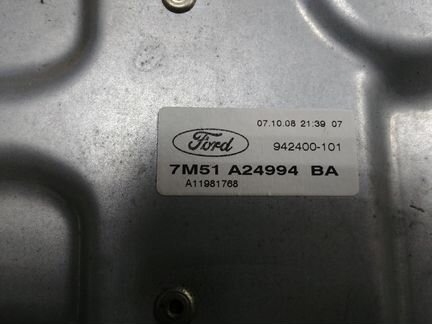 07.10.08 21:39 07
Ford
942400-101
7M51 A24994 BA
A11981768